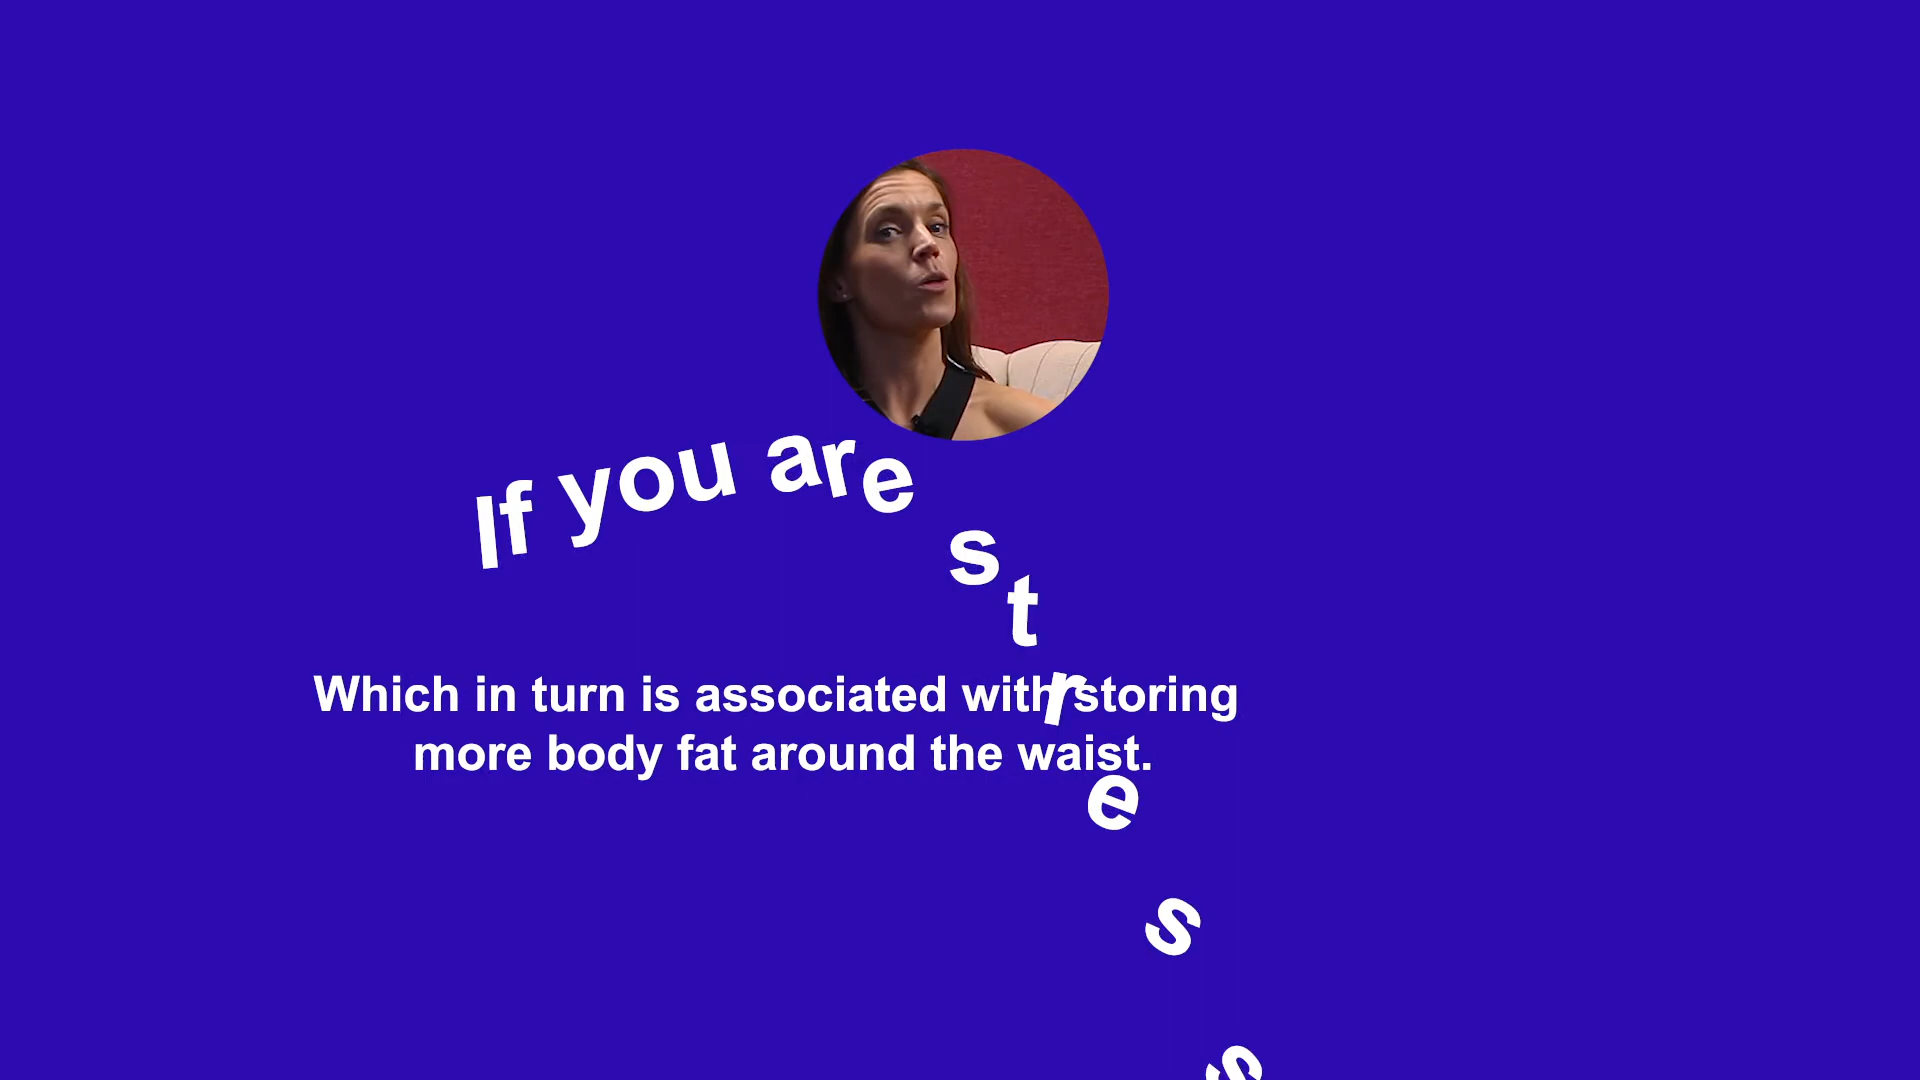 If you are stress
Which in turn is associated with storing
more body fat around the waist.